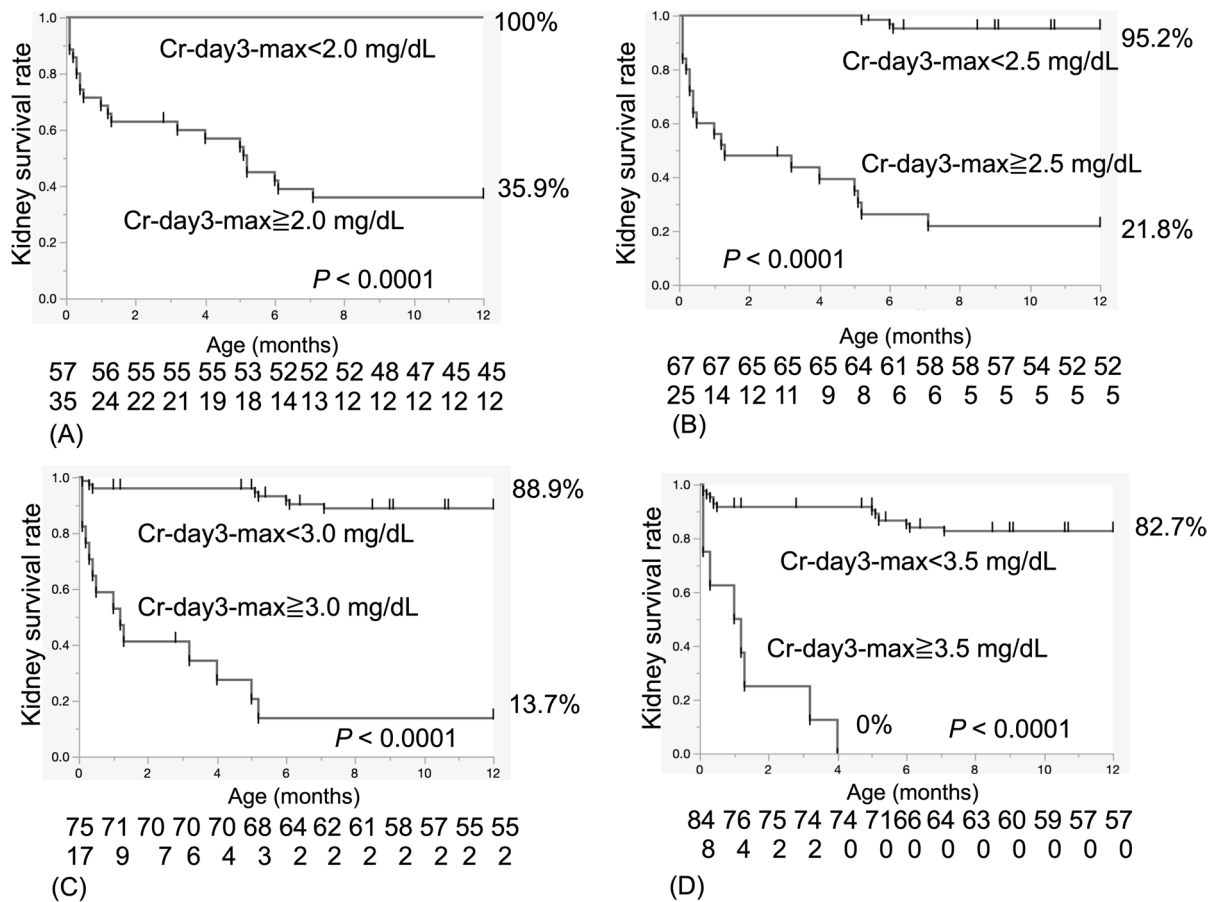 Kidney survival rate
1.0
0.8
0.6
0.4
0.2
0.0
100%
Cr-day3-max<2.0 mg/dL
35.9%
Cr-day3-max≧2.0 mg/dL
P < 0.0001
0 2 4 6 8 10 12
Age (months)
57 56 55 55 55 53 52 52 52 48 47 45 45
35 24 22 21 19 18 14 13 12 12 12 12 12
(A)
Kidney survival rate
1.0
0.8
0.6
0.4
0.2
0.0
95.2%
Cr-day3-max<2.5 mg/dL
Cr-day3-max≧2.5 mg/dL
21.8%
P < 0.0001
0 2 4 6 8 10 12
Age (months)
67 67 65 65 65 64 61 58 58 57 54 52 52
25 14 12 11 9 8 6 6 5 5 5 5 5
(B)
Kidney survival rate
1.0
0.8
0.6
0.4
0.2
0.0
88.9%
Cr-day3-max<3.0 mg/dL
Cr-day3-max≧3.0 mg/dL
13.7%
P < 0.0001
0 2 4 6 8 10 12
Age (months)
75 71 70 70 70 68 64 62 61 58 57 55 55
17 9 7 6 4 3 2 2 2 2 2 2 2
(C)
Kidney survival rate
1.0
0.8
0.6
0.4
0.2
0.0
82.7%
Cr-day3-max<3.5 mg/dL
Cr-day3-max≧3.5 mg/dL
0% P < 0.0001
0 2 4 6 8 10 12
Age (months)
84 76 75 74 74 71 66 64 63 60 59 57 57
8 4 2 2 0 0 0 0 0 0 0 0 0
(D)